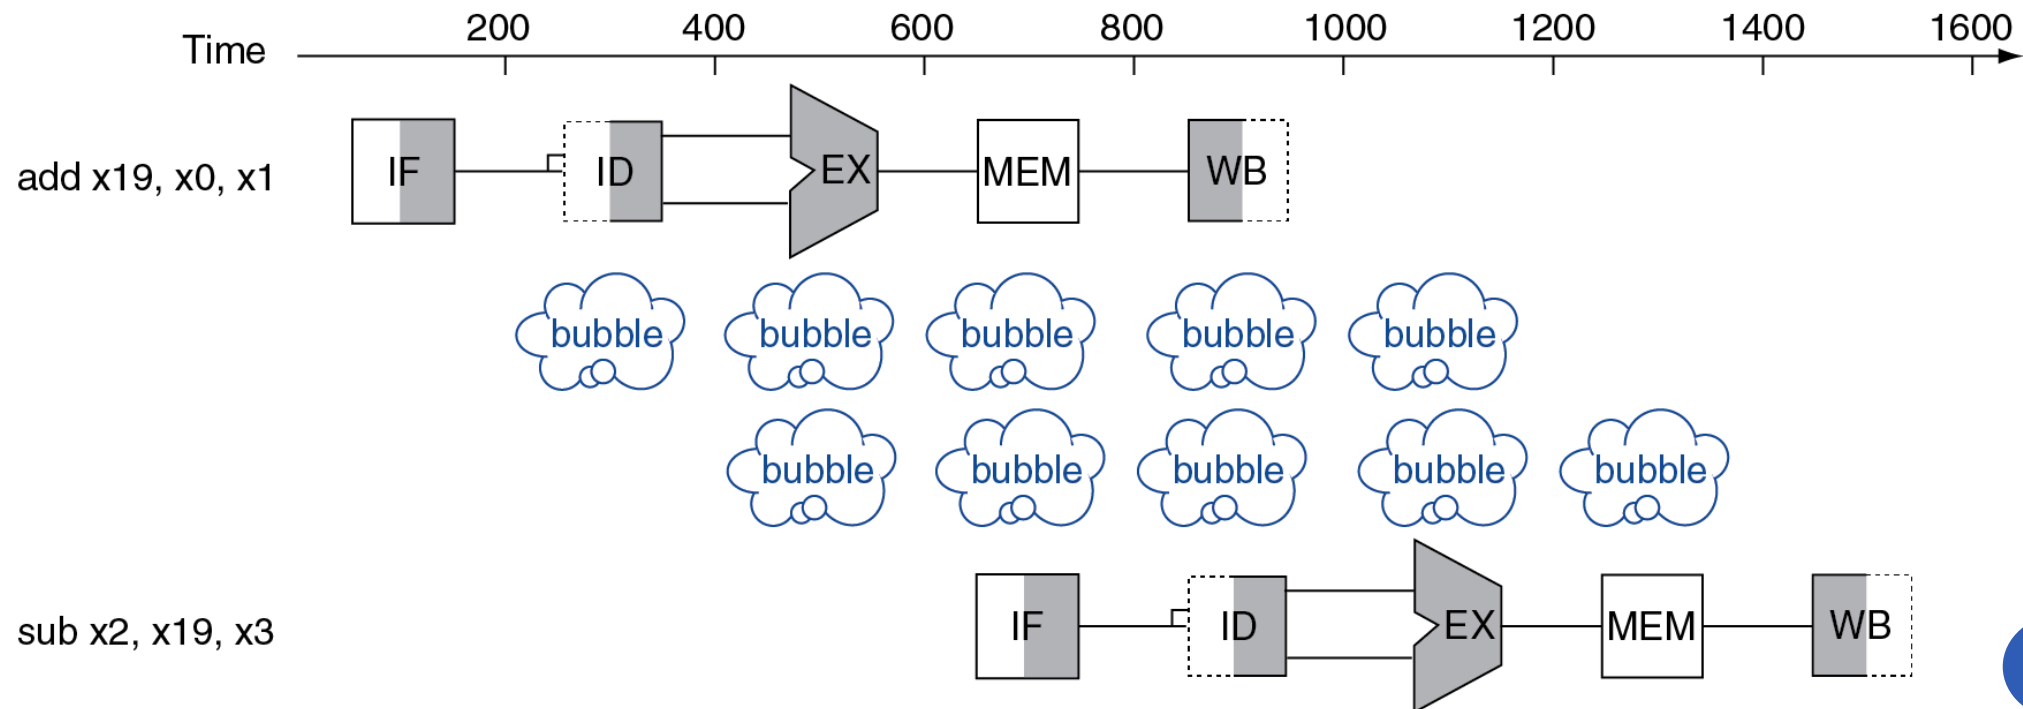 200 400 600 800 1000 1200 1400 1600
Time
add x19, x0, x1 IF ID EX MEM WB
bubble bubble bubble bubble bubble
bubble bubble bubble bubble bubble
sub x2, x19, x3 IF ID EX MEM WB